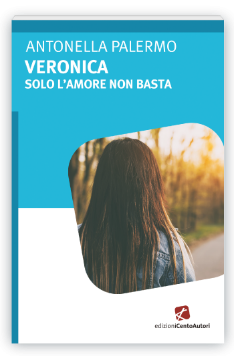 ANTONELLA PALERMO
VERONICA
SOLO L'AMORE NON BASTA
edizioniCentoAutori